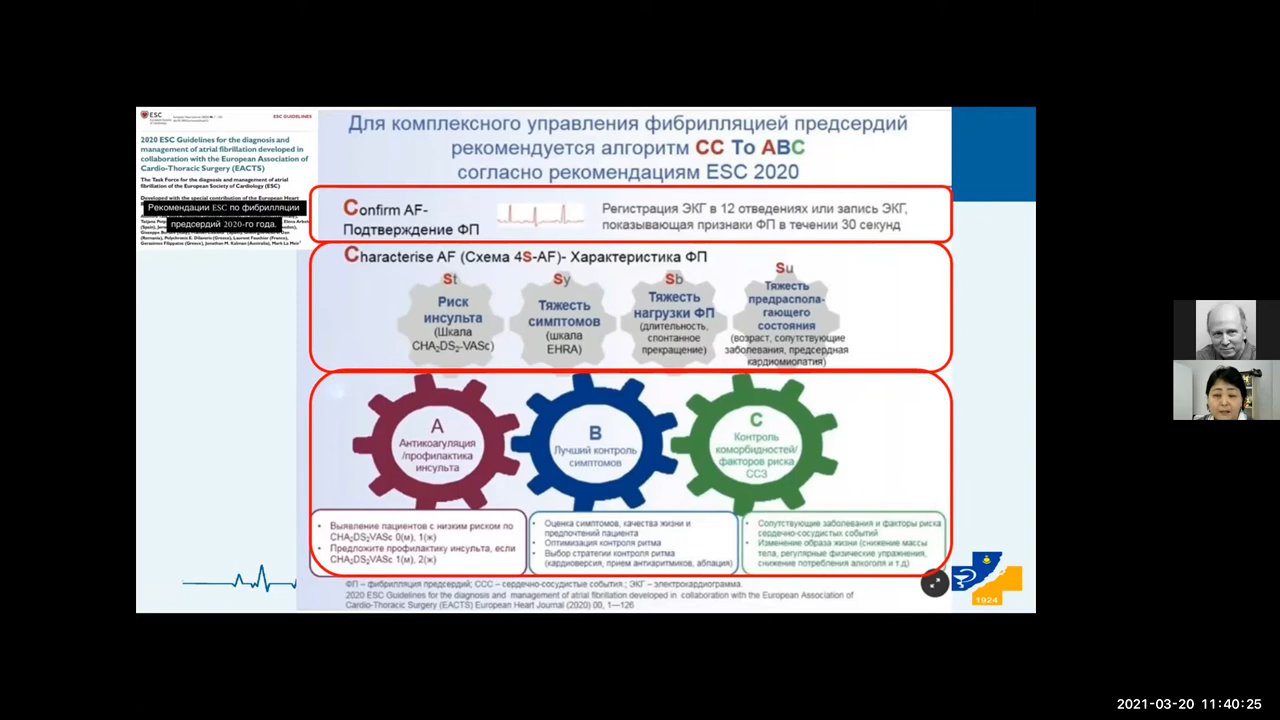 ESC
ESC GUIDELINES
2020 ESC Guidelines for the diagnosis and
management of atrial fibrillation developed in
collaboration with the European Association of
Cardio-Thoracic Surgery (EACTS)
The Task Force for the diagnosis and management of atrial
fibrillation of the European Society of Cardiology (ESC)
Developed with the special contribution of the European Heart
Рекомендации ESC по фибрилляции
предсердий 2020-го года.
Для комплексного управления фибрилляцией предсердий
рекомендуется алгоритм CC To ABC
согласно рекомендациям ESC 2020
Confirm AF-
Подтверждение ФП
Регистрация ЭКГ в 12 отведениях или запись ЭКГ,
показывающая признаки ФП в течении 30 секунд
Characterise AF (Схема 4S-AF)- Характеристика ФП
St
Риск
инсульта
(Шкала
CHA2DS2-VASc)
Sy
Тяжесть
симптомов
(шкала
EHRA)
Sb
Тяжесть
нагрузки ФП
(длительность,
спонтанное
прекращение)
Su
Тяжесть
предраспола-
гающего
состояния
(возраст, сопутствующие
заболевания, предсердная
кардиомиопатия)
A
Антикоагуляция
/профилактика
инсульта
B
Лучший контроль
симптомов
C
Контроль
коморбидностей/
факторов риска
ССЗ
• Выявление пациентов с низким риском по
CHA2DS2VASc 0(м), 1(ж)
• Предложите профилактику инсульта, если
CHA2DS2VASc 1(м), 2(ж)
• Оценка симптомов, качества жизни и
предпочтений пациента
• Оптимизация контроля ритма
• Выбор стратегии контроля ритма
(кардиоверсия, прием антиаритмиков, аблация)
• Сопутствующие заболевания и факторы риска
сердечно-сосудистых событий
• Изменение образа жизни (снижение массы
тела, регулярные физические упражнения,
снижение потребления алкоголя и т.д)
ФП – фибрилляция предсердий; ССС – сердечно-сосудистые события.; ЭКГ – электрокардиограмма
2020 ESC Guidelines for the diagnosis and management of atrial fibrillation developed in collaboration with the European Association of
Cardio-Thoracic Surgery (EACTS) European Heart Journal (2020) 00, 1—126
1924
2021-03-20 11:40:25